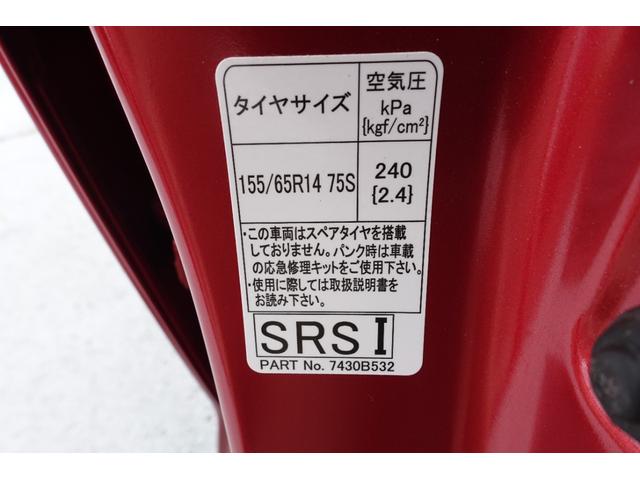 タイヤサイズ
空気圧
kPa
{kgf/cm²}
155/65R14 75S
240
{2.4}
・この車両はスペアタイヤを搭載
しておりません。パンク時は車載
の応急修理キットをご使用下さい。
・使用に際しては取扱説明書を
お読み下さい。
SRS I
PART No. 7430B532